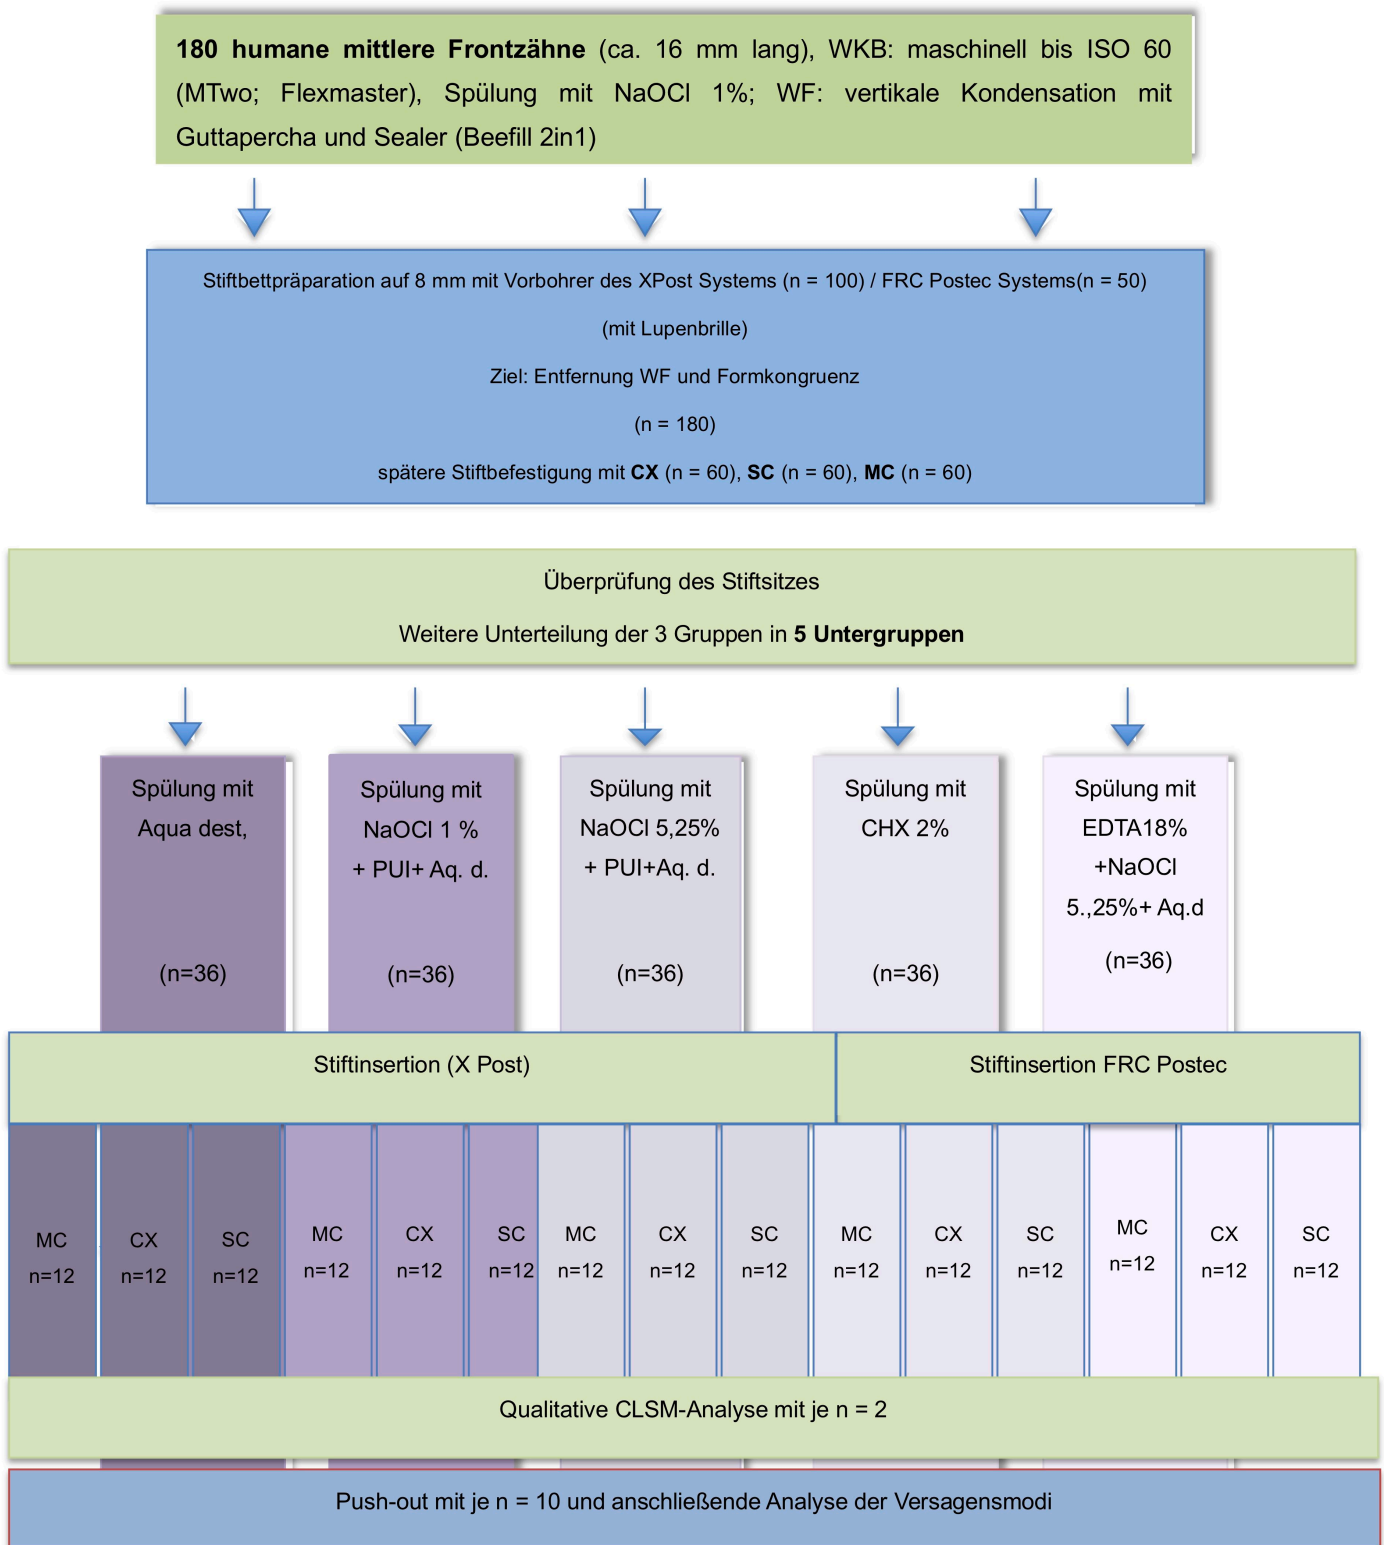 180 humane mittlere Frontzähne (ca. 16 mm lang), WKB: maschinell bis ISO 60
(MTwo; Flexmaster), Spülung mit NaOCl 1%; WF: vertikale Kondensation mit
Guttapercha und Sealer (Beefill 2in1)
Stiftbettpräparation auf 8 mm mit Vorbohrer des XPost Systems (n = 100) / FRC Postec Systems(n = 50)
(mit Lupenbrille)
Ziel: Entfernung WF und Formkongruenz
(n = 180)
spätere Stiftbefestigung mit CX (n = 60), SC (n = 60), MC (n = 60)
Überprüfung des Stiftsitzes
Weitere Unterteilung der 3 Gruppen in 5 Untergruppen
Spülung mit
Aqua dest,
(n=36)
Spülung mit
NaOCl 1 %
+ PUI+ Aq. d.
(n=36)
Spülung mit
NaOCl 5,25%
+ PUI+Aq. d.
(n=36)
Spülung mit
CHX 2%
(n=36)
Spülung mit
EDTA18%
+NaOCl
5.,25%+ Aq.d
(n=36)
Stiftinsertion (X Post)
Stiftinsertion FRC Postec
MC
n=12
CX
n=12
SC
n=12
MC
n=12
CX
n=12
SC
n=12
MC
n=12
CX
n=12
SC
n=12
MC
n=12
CX
n=12
SC
n=12
MC
n=12
CX
n=12
SC
n=12
Qualitative CLSM-Analyse mit je n = 2
Push-out mit je n = 10 und anschließende Analyse der Versagensmodi